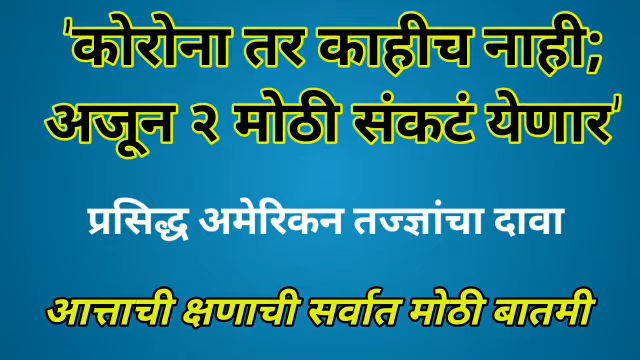 'कोरोना तर काहीच नाही;
अजून २ मोठी संकटं येणार'
प्रसिद्ध अमेरिकन तज्ज्ञांचा दावा
आत्ताची क्षणाची सर्वात मोठी बातमी